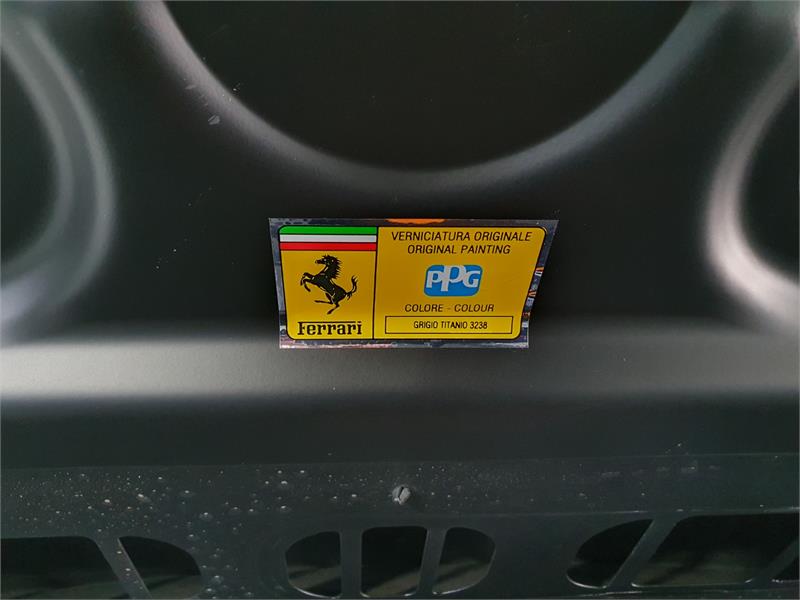 Ferrari
VERNICIATURA ORIGINALE
ORIGINAL PAINTING
PPG
COLORE - COLOUR
GRIGIO TITANIO 3238